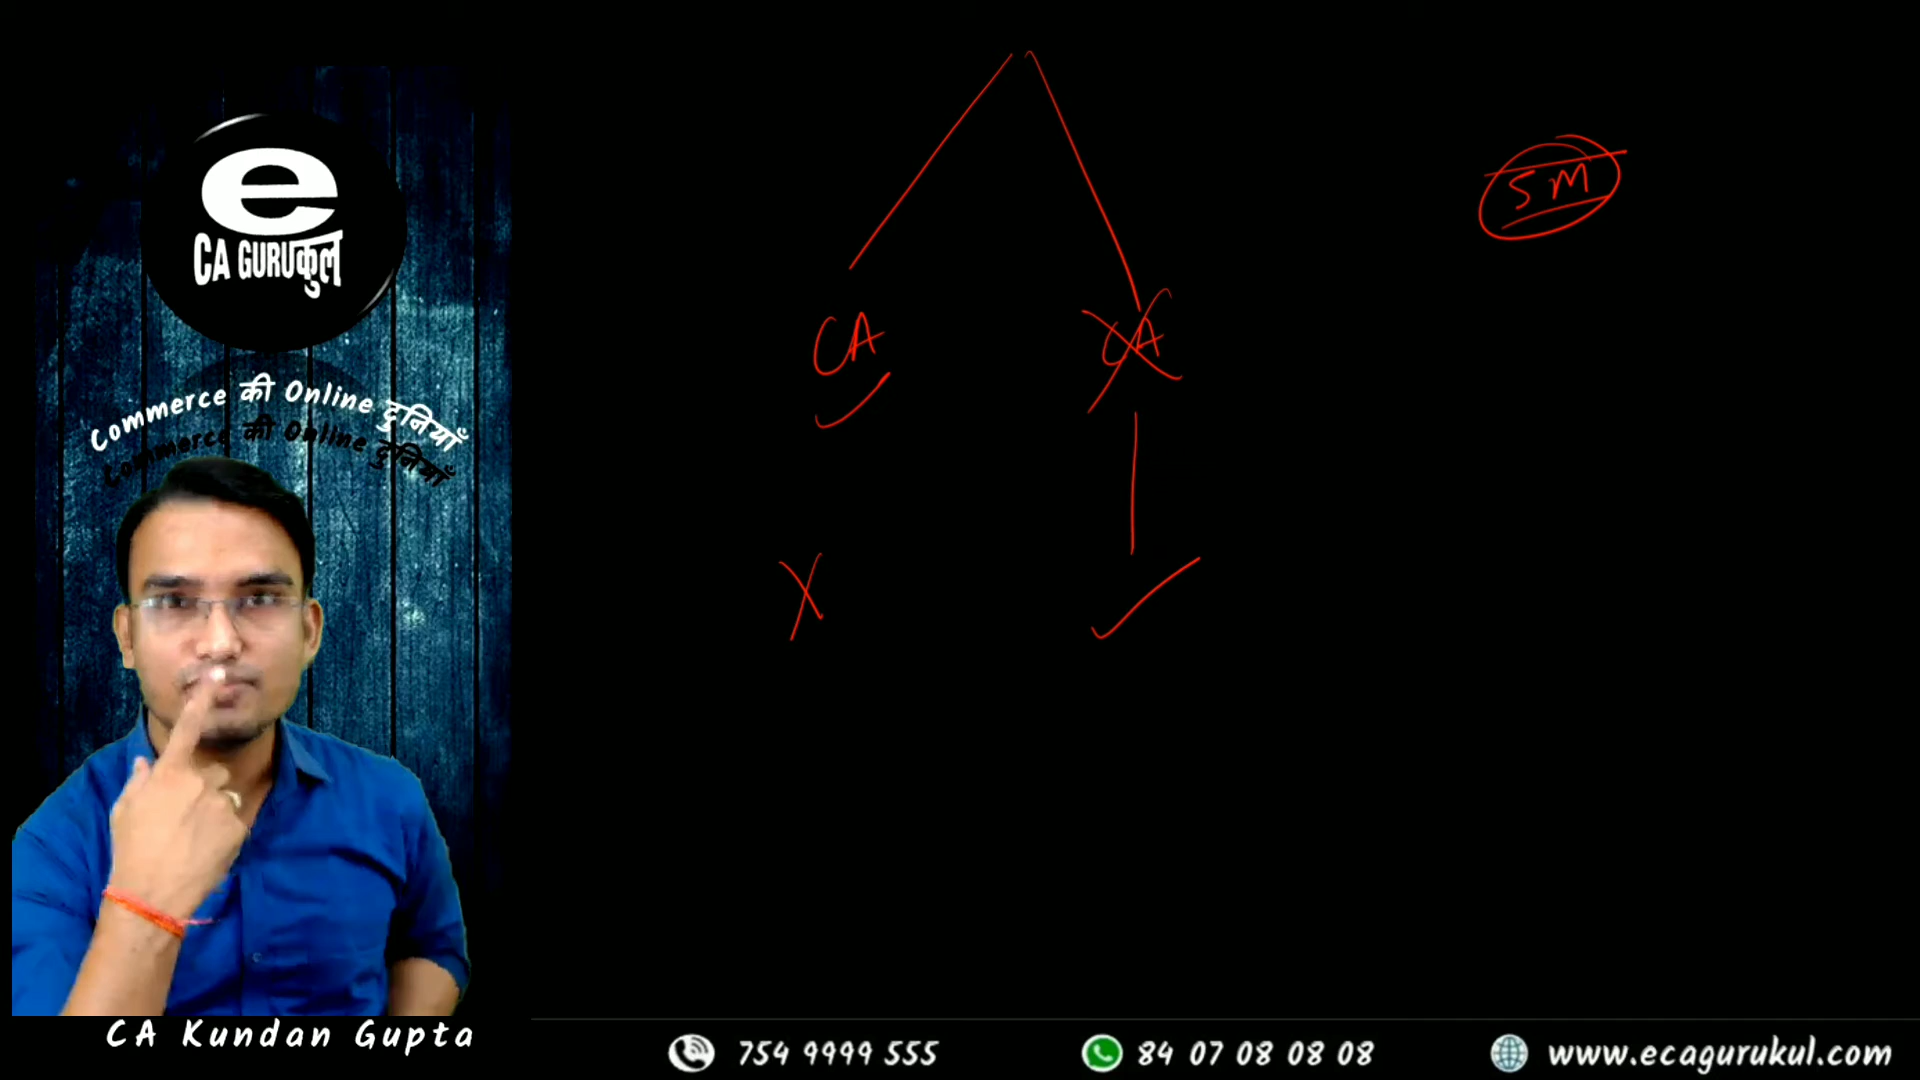 e
CA GURUकुल
Commerce की Online दुनियाँ
Commerce की Online दुनियाँ
5M
CA
CA
X
CA Kundan Gupta
754 9999 555
84 07 08 08 08
www.ecagurukul.com